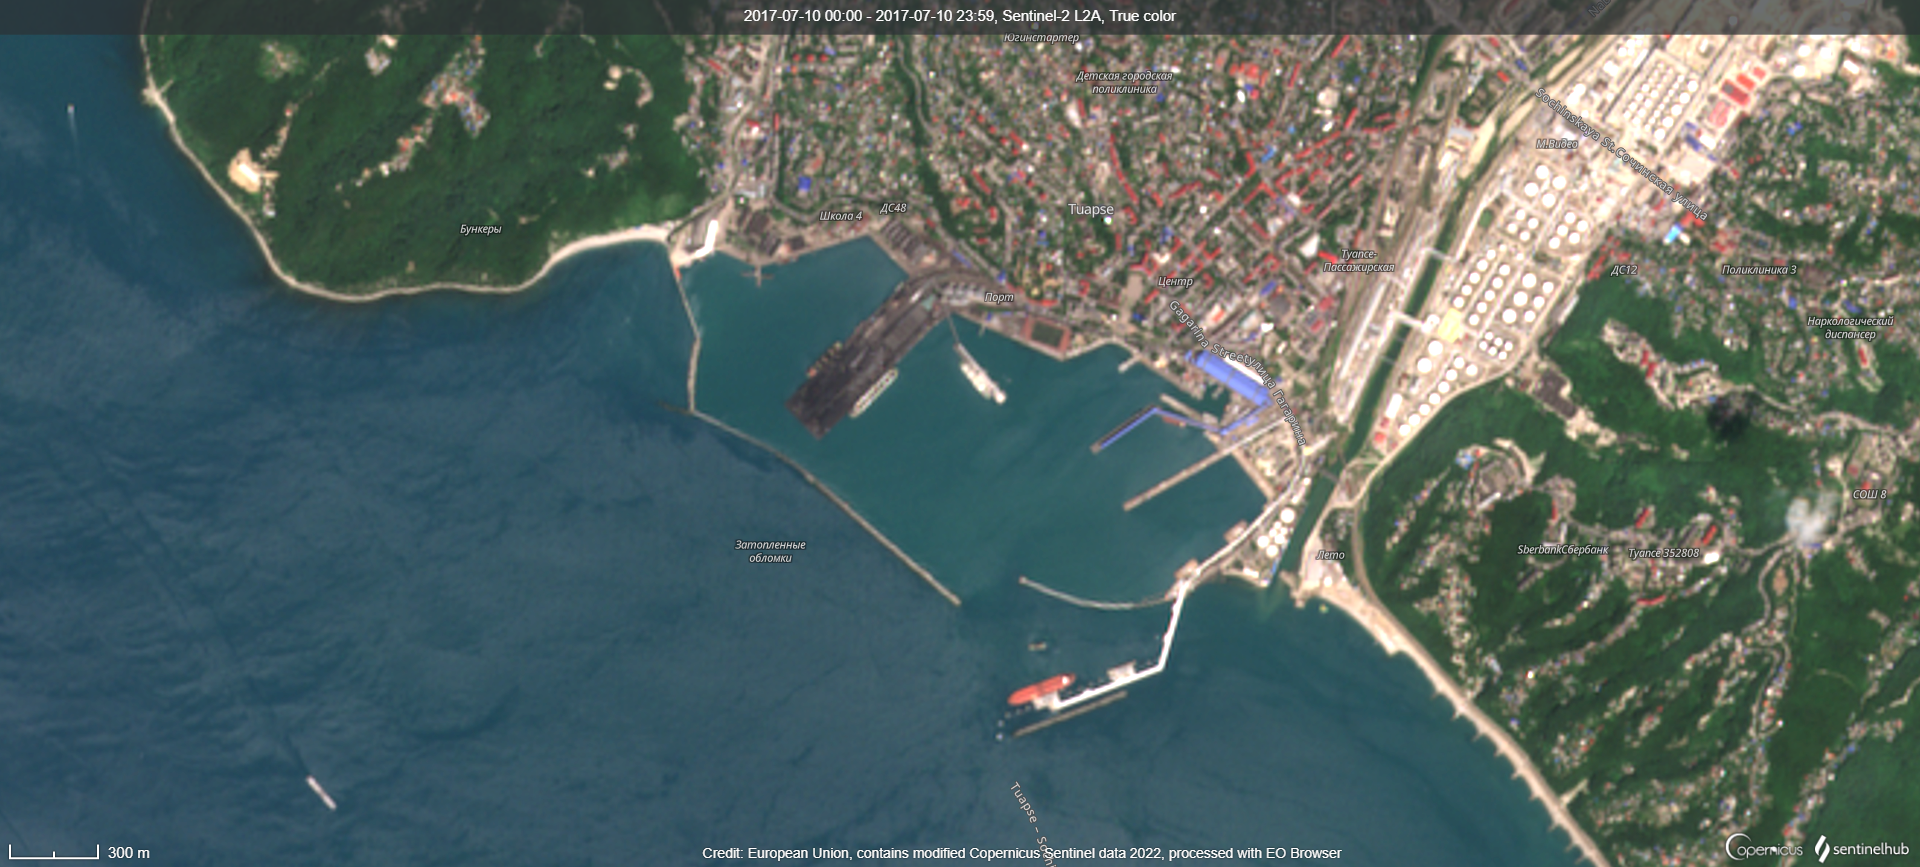 2017-07-10 00:00 - 2017-07-10 23:59, Sentinel-2 L2A, True color
Югинстартер
Детская городская
поликлиника
Sochinskaya St.Сочинская улица
М.Видео
Школа 4
ДС48
Tuapse
Бункеры
Туапсе-
Пассажирская
ДС12
Поликлиника 3
Центр
Порт
Gagarina Streetулица Гагарина
Наркологический
диспансер
СОШ 8
Затопленные
обломки
Лето
SberbankСбербанк
Туапсе 352808
Tuapse – Sochi
300 m
Credit: European Union, contains modified Copernicus Sentinel data 2022, processed with EO Browser
Copernicus
sentinelhub